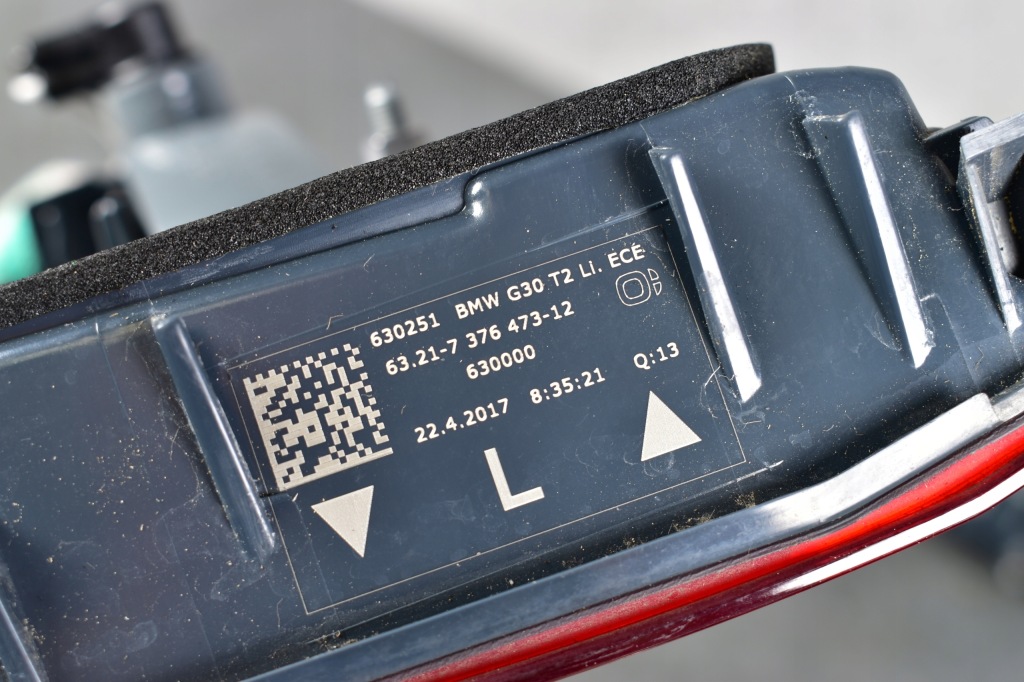 630251 BMW G30 T2 Li. ECE
63.21-7 376 473-12
630000
22.4.2017 8:35:21 Q:13
L